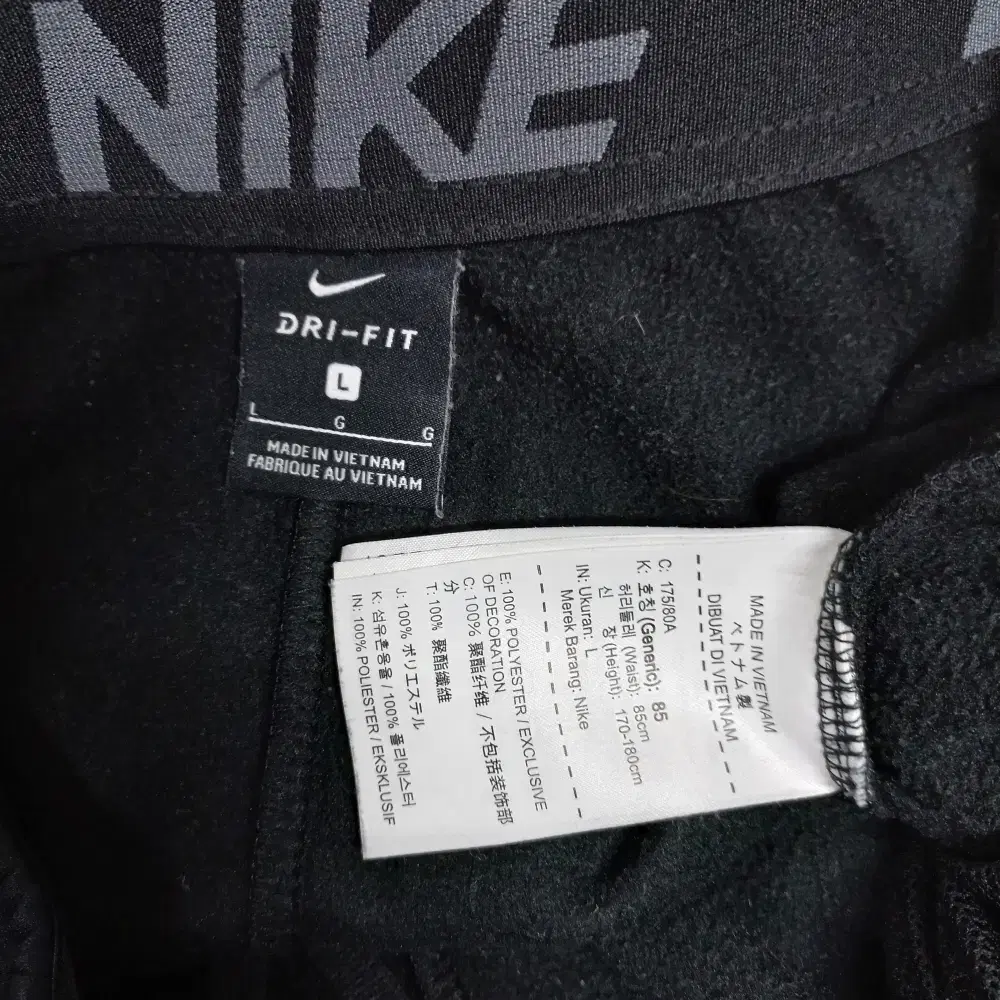 NIKE
DRI-FIT
L
L
G
G
MADE IN VIETNAM
FABRIQUE AU VIETNAM
MADE IN VIETNAM
ベトナム製
DIBUAT DI VIETNAM
C: 175/80A
K: 호칭 (Generic): 85
허리둘레 (Waist): 85cm
신 장 (Height): 170-180cm
IN: Ukuran: L
Merek Barang: Nike
E: 100% POLYESTER / EXCLUSIVE
OF DECORATION
C: 100% 聚酯纤维 / 不包括装饰部
分
T: 100% 聚酯纖維
J: 100% ポリエステル
K: 섬유혼용율 / 100% 폴리에스터
IN: 100% POLIESTER / EKSKLUSIF